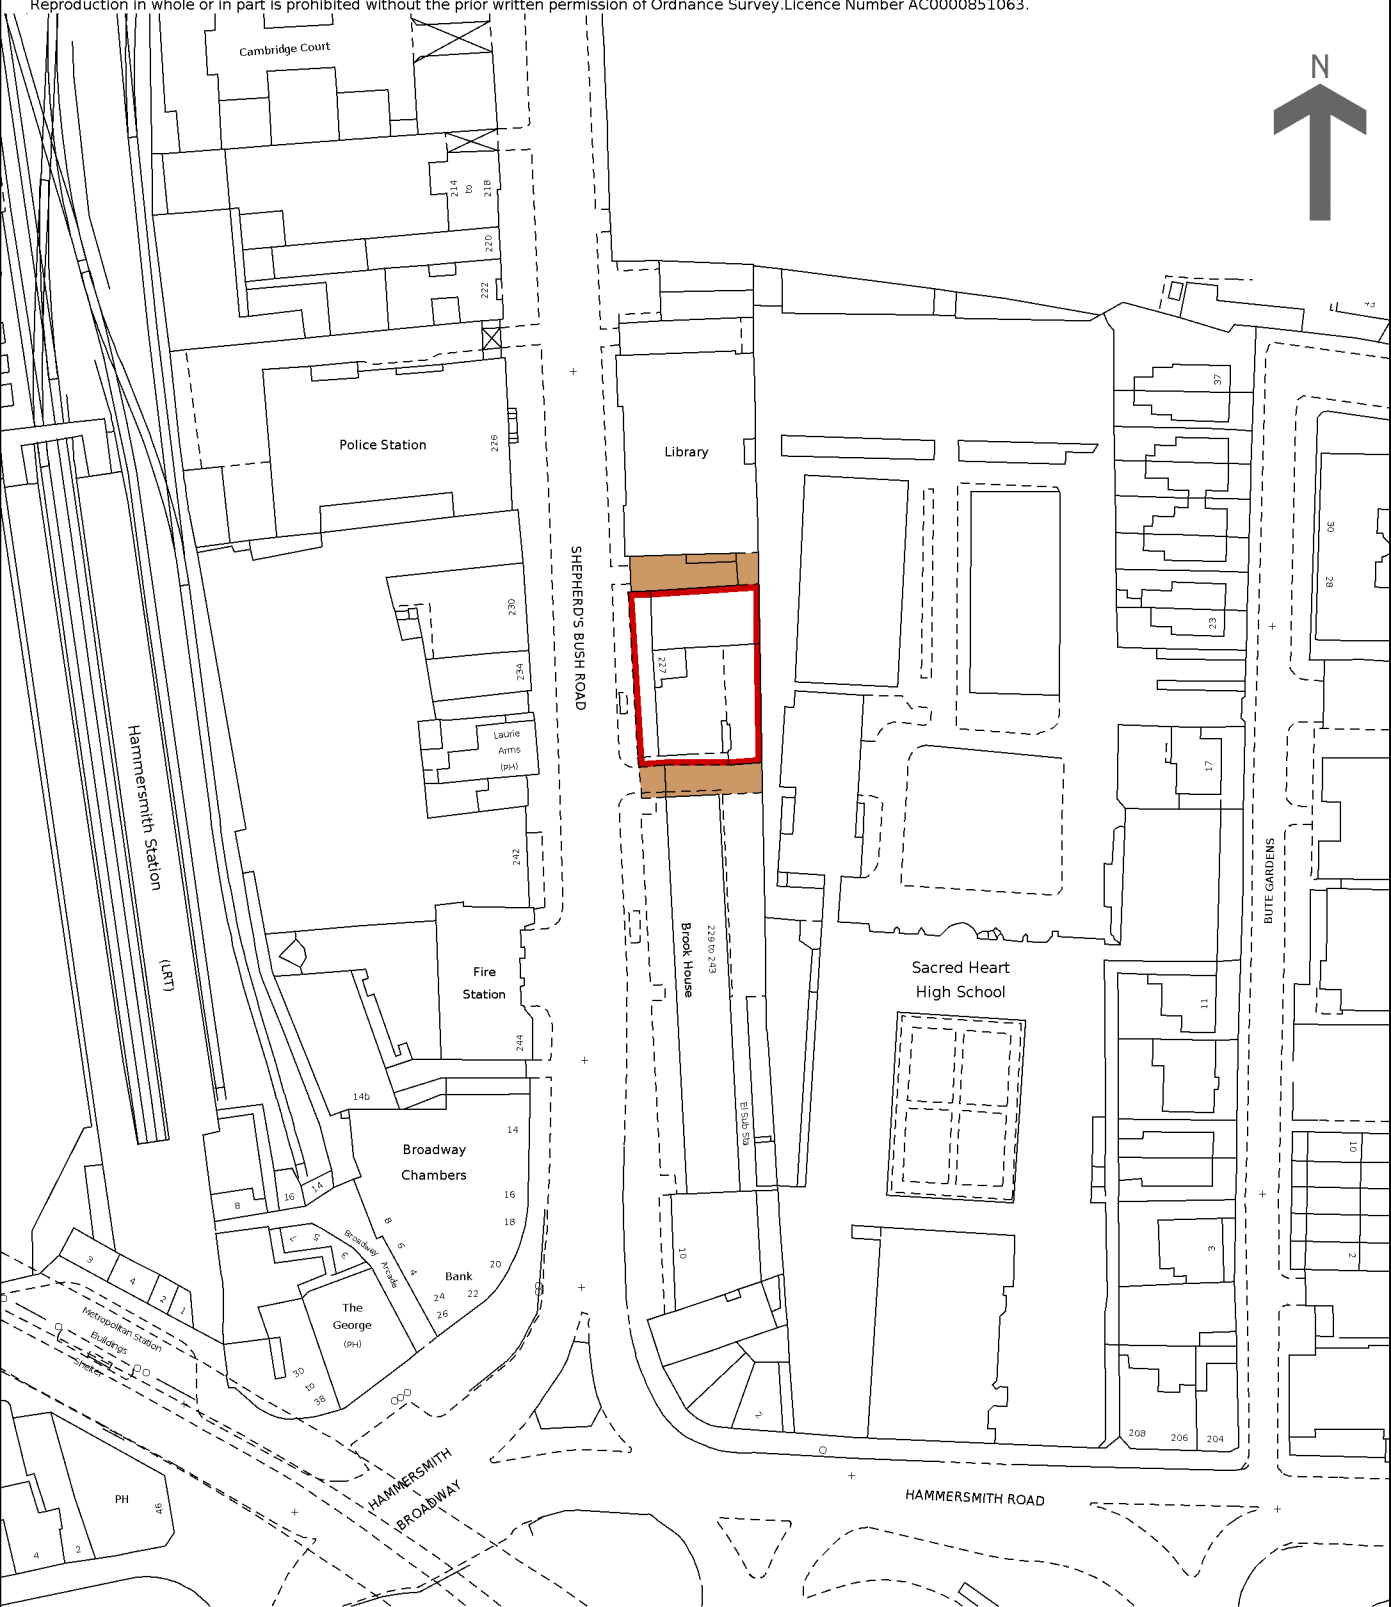 Reproduction in whole or in part is prohibited without the prior written permission of Ordnance Survey.Licence Number AC0000851063.
N
Cambridge Court
214
to
218
220
222
Police Station
226
Library
37
30
28
23
SHEPHERD'S BUSH ROAD
230
234
227
Laurie
Arms
(PH)
17
Hammersmith Station
(LRT)
242
BUTE GARDENS
Brook House
229 to 243
Fire
Station
244
Sacred Heart
High School
11
14b
El Sub Sta
Broadway
Chambers
14
16
18
20
22
24
26
Bank
10
2
8
16
14
7
5
3
Broadway
Arcade
8
6
4
10
2
3
3
4
2
1
Metropolitan Station
Buildings
Shelter
The
George
(PH)
30
to
38
2
208
206
204
HAMMERSMITH
BROADWAY
HAMMERSMITH ROAD
PH
46
4
2